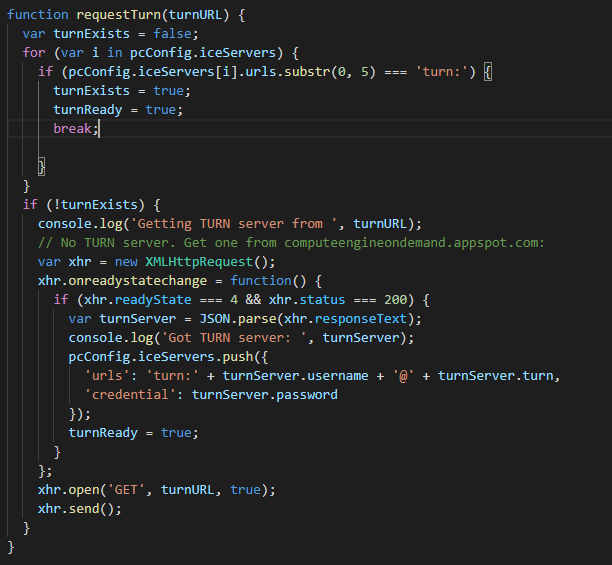 function requestTurn(turnURL) {
  var turnExists = false;
  for (var i in pcConfig.iceServers) {
    if (pcConfig.iceServers[i].urls.substr(0, 5) === 'turn:') {
      turnExists = true;
      turnReady = true;
      break;
    }
  }
  if (!turnExists) {
    console.log('Getting TURN server from ', turnURL);
    // No TURN server. Get one from computeengineondemand.appspot.com:
    var xhr = new XMLHttpRequest();
    xhr.onreadystatechange = function() {
      if (xhr.readyState === 4 && xhr.status === 200) {
        var turnServer = JSON.parse(xhr.responseText);
        console.log('Got TURN server: ', turnServer);
        pcConfig.iceServers.push({
          'urls': 'turn:' + turnServer.username + '@' + turnServer.turn,
          'credential': turnServer.password
        });
        turnReady = true;
      }
    };
    xhr.open('GET', turnURL, true);
    xhr.send();
  }
}